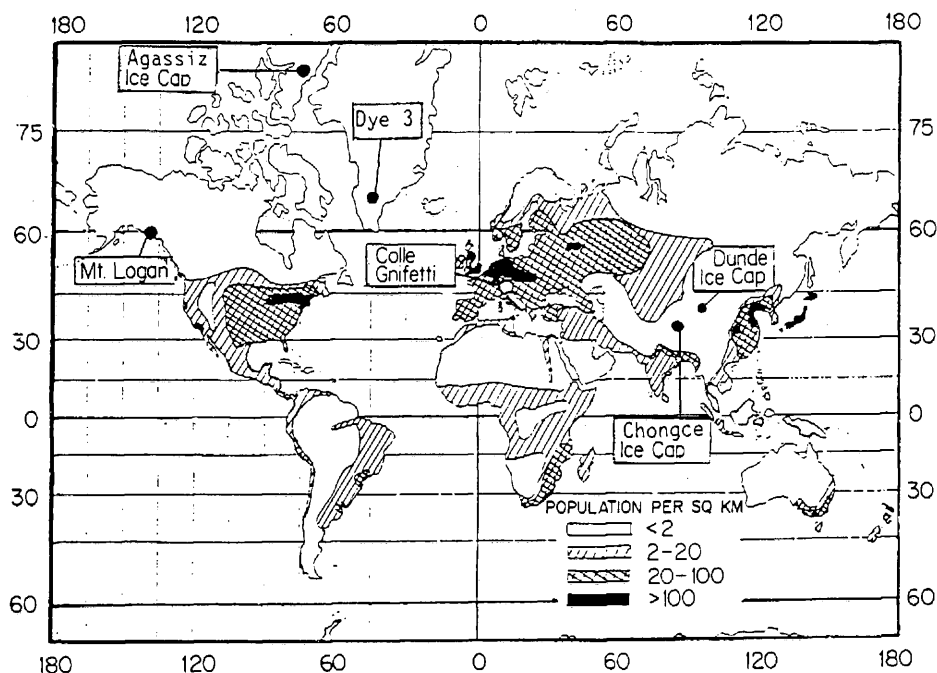 180 120 60 0 60 120 180
Agassiz
Ice Cap
Dye 3
75 75
60 60
Mt. Logan
Colle
Gnifetti
Dunde
Ice Cap
30 30
0 0
Chongce
Ice Cap
30 30
POPULATION PER SQ KM
<2
2-20
20-100
>100
60 60
180 120 60 0 60 120 180